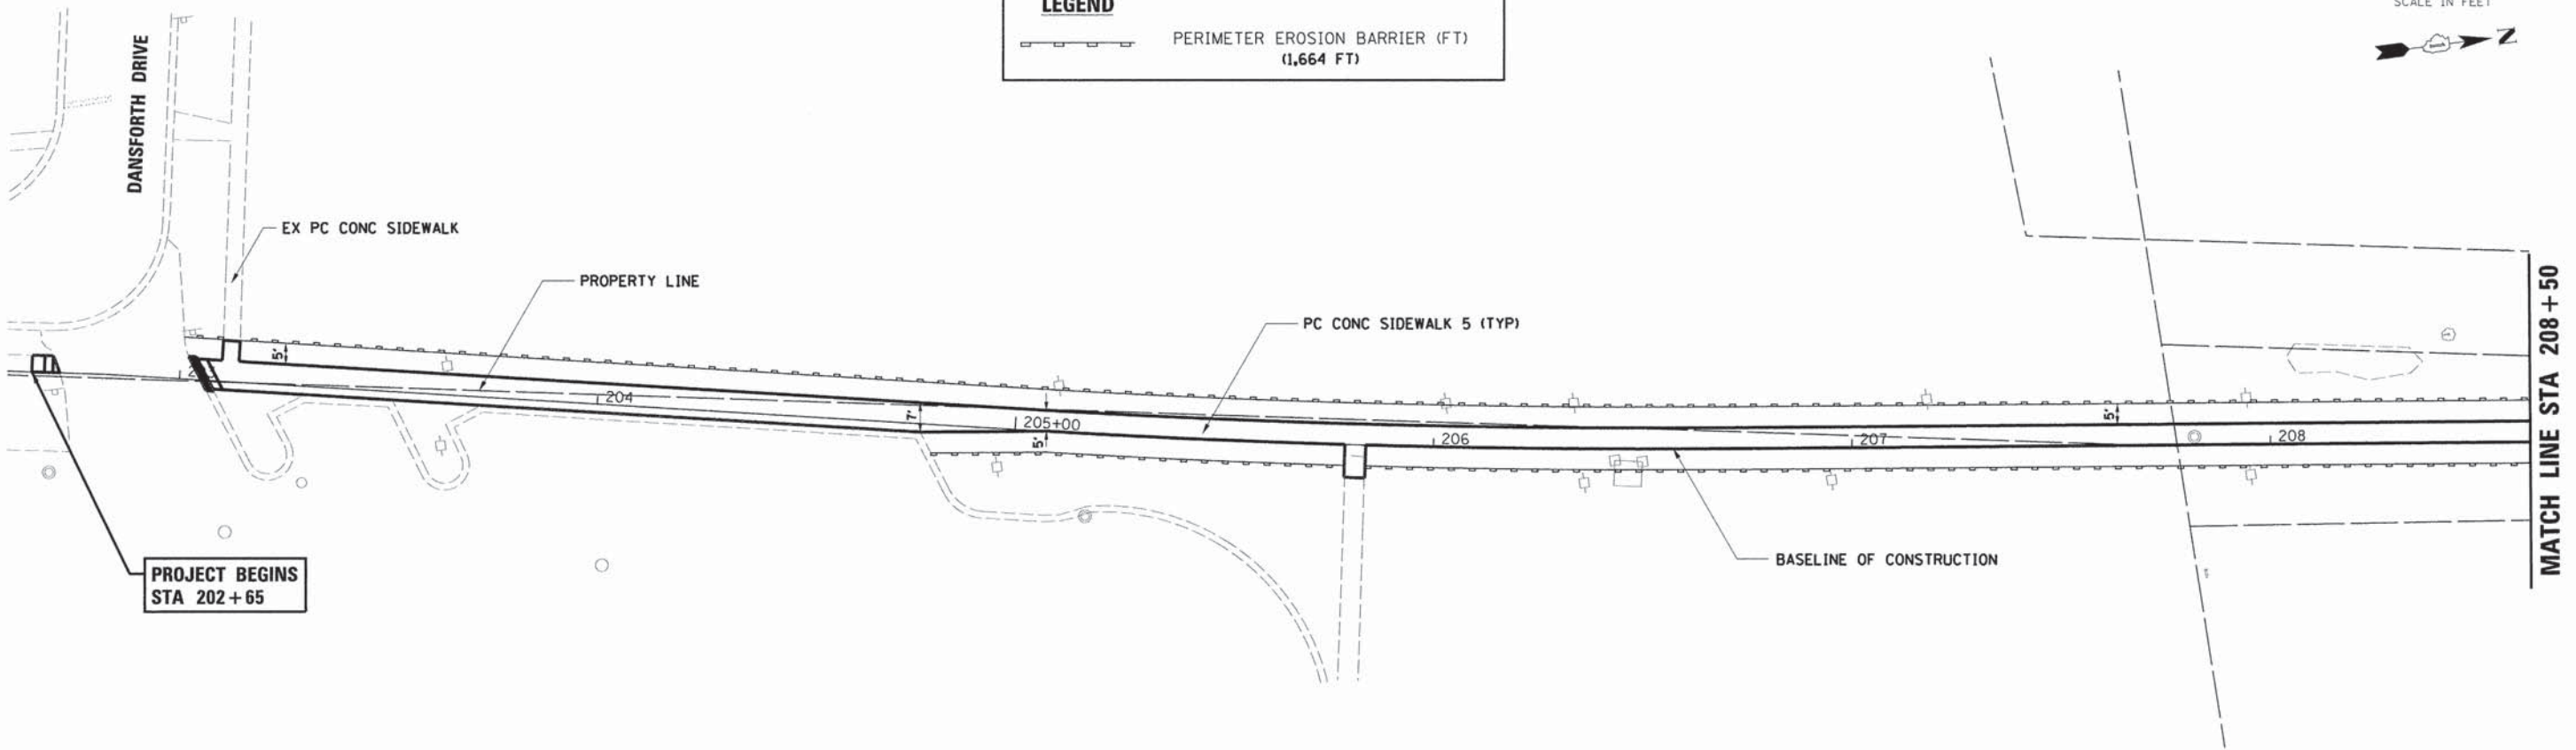 LEGEND
PERIMETER EROSION BARRIER (FT)
(1,664 FT)
SCALE IN FEET
N
DANSFORTH DRIVE
EX PC CONC SIDEWALK
PROPERTY LINE
PC CONC SIDEWALK 5 (TYP)
5'
204
7'
205+00
5'
206
207
5'
208
BASELINE OF CONSTRUCTION
PROJECT BEGINS
STA 202+65
MATCH LINE STA 208+50